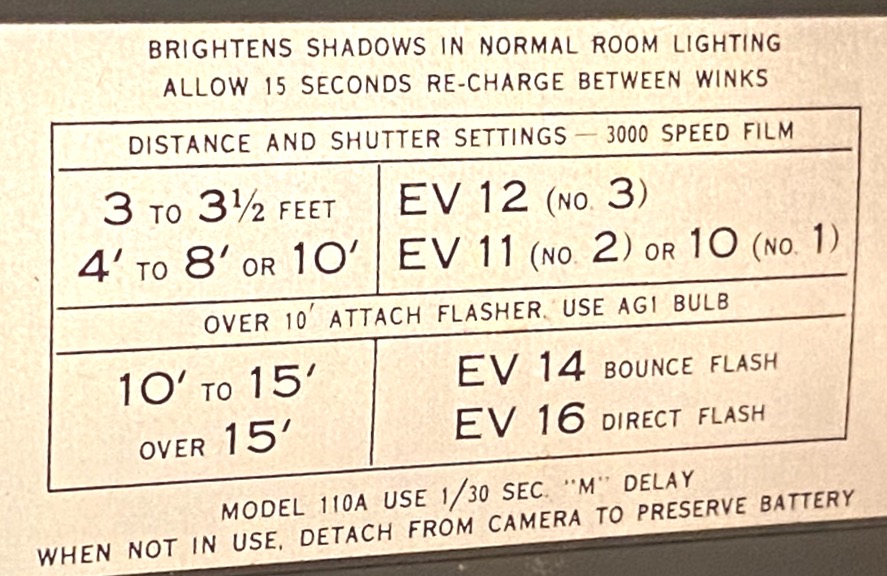 BRIGHTENS SHADOWS IN NORMAL ROOM LIGHTING
ALLOW 15 SECONDS RE-CHARGE BETWEEN WINKS
DISTANCE AND SHUTTER SETTINGS — 3000 SPEED FILM
3 TO 3½ FEET EV 12 (NO. 3)
4' TO 8' OR 10' EV 11 (NO. 2) OR 10 (NO. 1)
OVER 10' ATTACH FLASHER, USE AG1 BULB
10' TO 15' EV 14 BOUNCE FLASH
OVER 15' EV 16 DIRECT FLASH
MODEL 110A USE 1/30 SEC. "M" DELAY
WHEN NOT IN USE, DETACH FROM CAMERA TO PRESERVE BATTERY